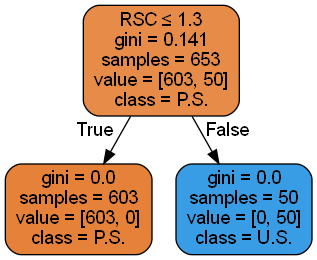 RSC ≤ 1.3
gini = 0.141
samples = 653
value = [603, 50]
class = P.S.
True
False
gini = 0.0
samples = 603
value = [603, 0]
class = P.S.
gini = 0.0
samples = 50
value = [0, 50]
class = U.S.